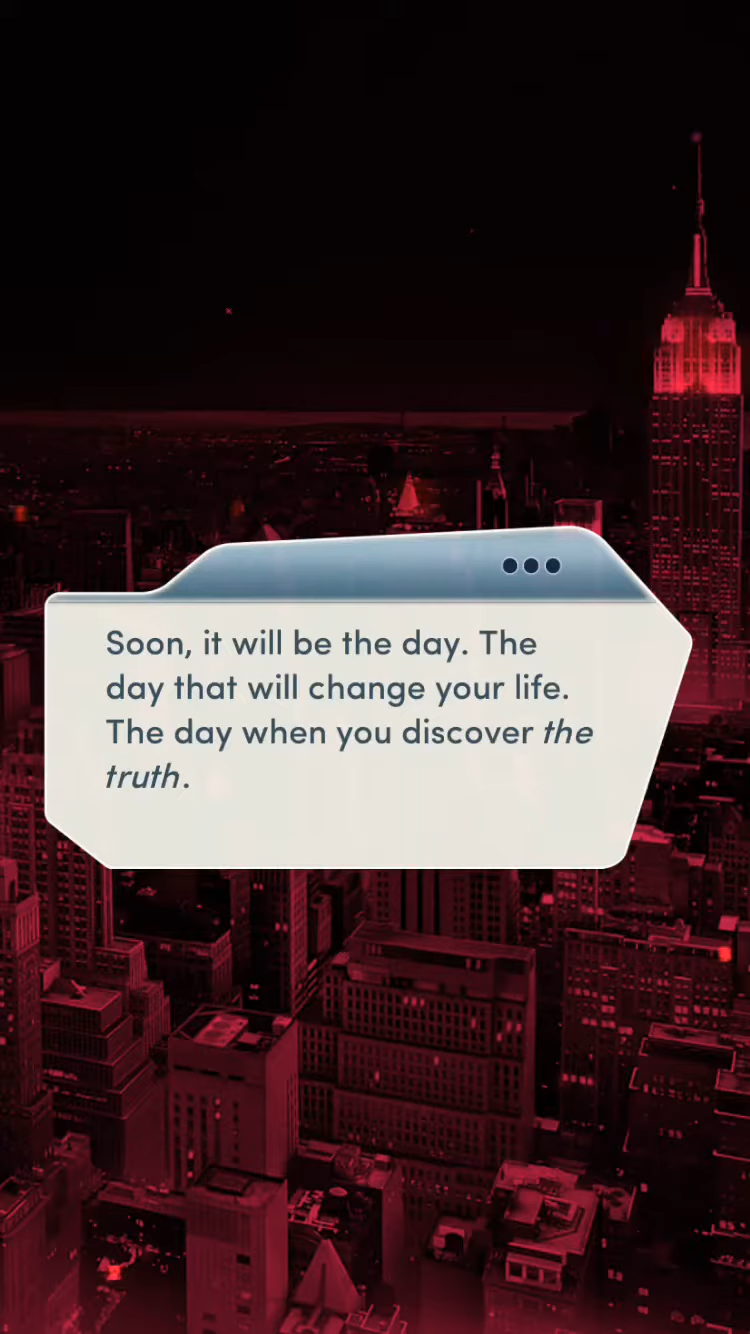 Soon, it will be the day. The
day that will change your life.
The day when you discover the
truth.